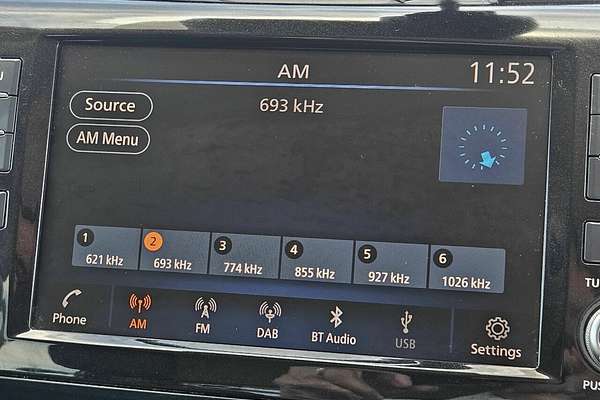 AM
11:52
Source
693 kHz
AM Menu
1 2 3 4 5 6
621 kHz 693 kHz 774 kHz 855 kHz 927 kHz 1026 kHz
Phone AM FM DAB BT Audio USB Settings